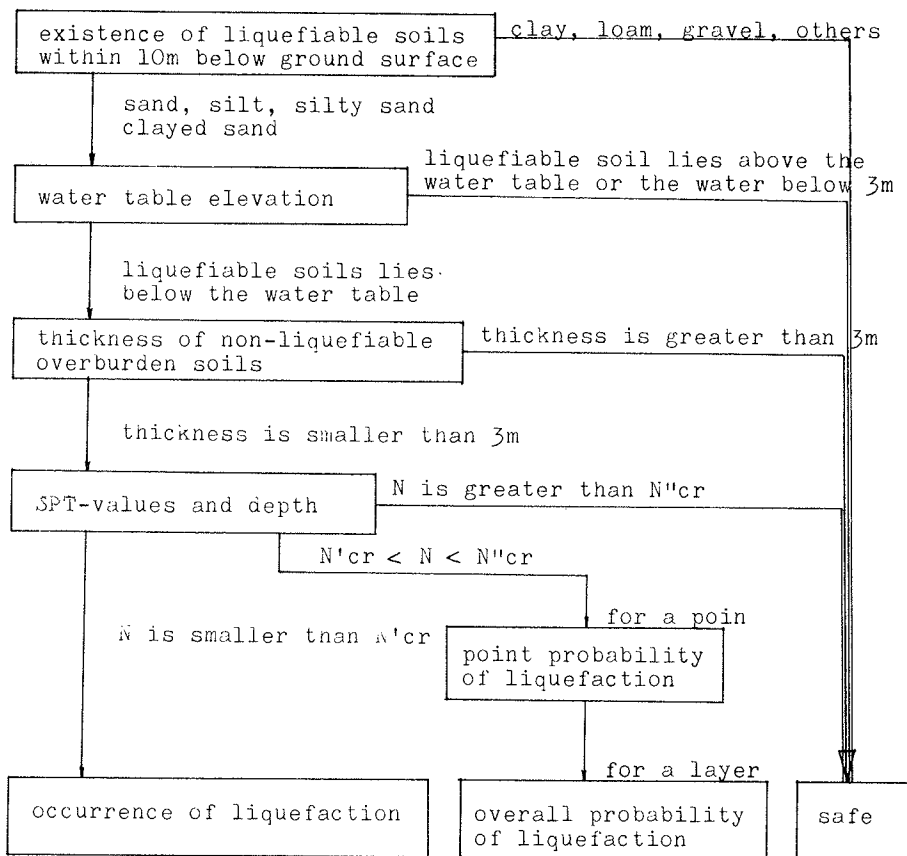 existence of liquefiable soils
within 10m below ground surface
clay, loam, gravel, others
sand, silt, silty sand
clayed sand
water table elevation
liquefiable soil lies above the
water table or the water below 3m
liquefiable soils lies
below the water table
thickness of non-liquefiable
overburden soils
thickness is greater than 3m
thickness is smaller than 3m
SPT-values and depth
N is greater than N"cr
N'cr < N < N"cr
N is smaller than N'cr
for a poin
point probability
of liquefaction
for a layer
occurrence of liquefaction
overall probability
of liquefaction
safe